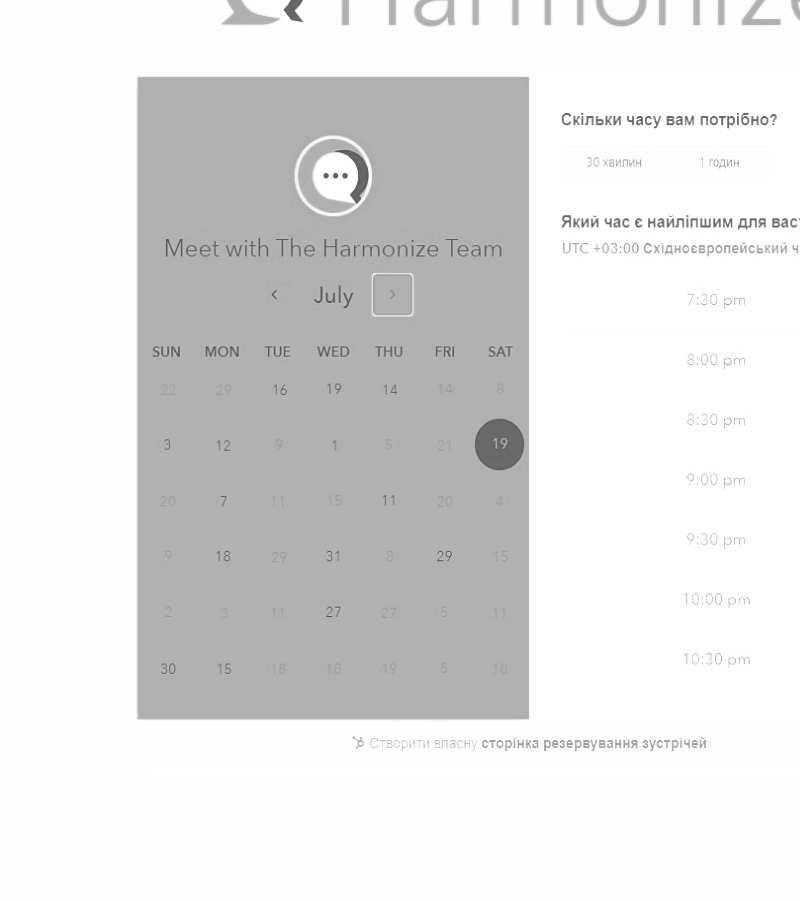 Harmonize
Скільки часу вам потрібно?
30 хвилин 1 годин
Meet with The Harmonize Team
July
Який час є найліпшим для вас
UTC +03:00 Східноєвропейський ч
SUN MON TUE WED THU FRI SAT
22 29 16 19 14 14 8
3 12 9 1 5 21 19
20 7 11 15 11 20 4
9 18 29 31 8 29 15
2 3 11 27 27 5 11
30 15 18 18 19 5 18
7:30 pm
8:00 pm
8:30 pm
9:00 pm
9:30 pm
10:00 pm
10:30 pm
Створити власну сторінка резервування зустрічей